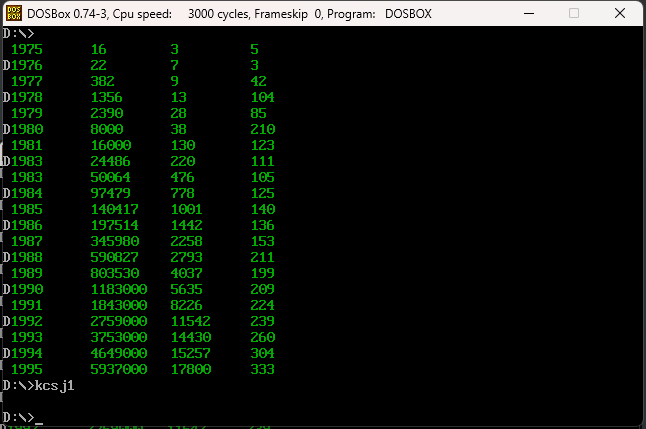 DOS BOX DOSBox 0.74-3, Cpu speed: 3000 cycles, Frameskip 0, Program: DOSBOX
D:\>
1975 16 3 5
D1976 22 7 3
1977 382 9 42
D1978 1356 13 104
1979 2390 28 85
D1980 8000 38 210
1981 16000 130 123
D1983 24486 220 111
1983 50064 476 105
D1984 97479 778 125
1985 140417 1001 140
D1986 197514 1442 136
1987 345980 2258 153
D1988 590827 2793 211
1989 803530 4037 199
D1990 1183000 5635 209
1991 1843000 8226 224
D1992 2759000 11542 239
1993 3753000 14430 260
D1994 4649000 15257 304
1995 5937000 17800 333
D:\>kcsj1
D:\>_